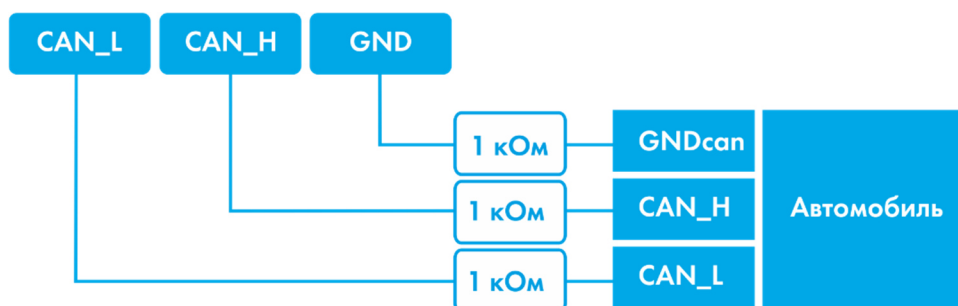 CAN_L
CAN_H
GND
1 кОм
GNDcan
1 кОм
CAN_H
Автомобиль
1 кОм
CAN_L